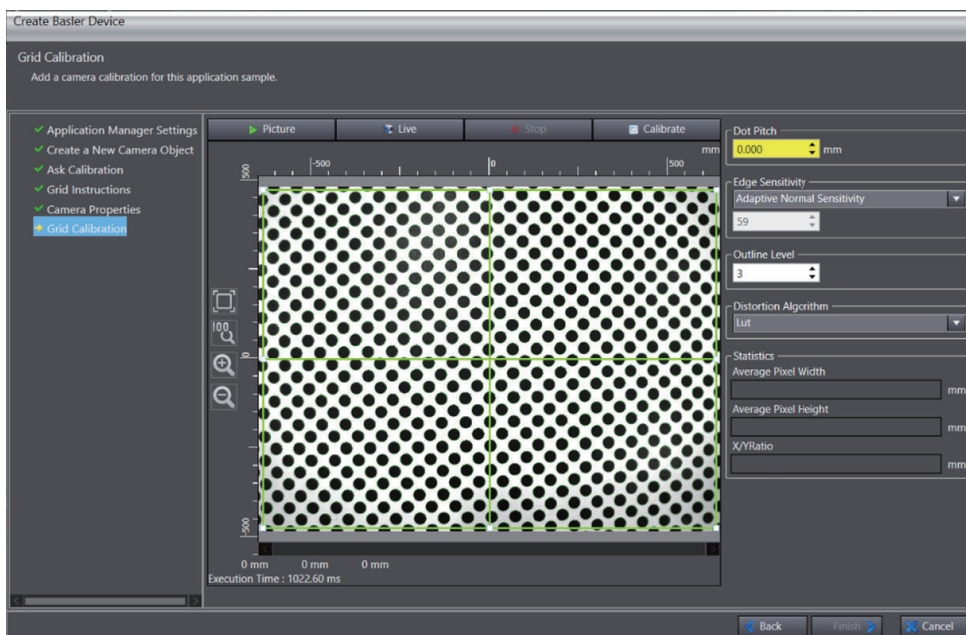 Create Basler Device
Grid Calibration
Add a camera calibration for this application sample.
Application Manager Settings
Create a New Camera Object
Ask Calibration
Grid Instructions
Camera Properties
Grid Calibration
Picture
Live
Stop
Calibrate
mm
-500
0
500
500
0
-500
100
0 mm 0 mm 0 mm
Execution Time : 1022.60 ms
Dot Pitch
0.000 mm
Edge Sensitivity
Adaptive Normal Sensitivity
59
Outline Level
3
Distortion Algorithm
Lut
Statistics
Average Pixel Width
mm
Average Pixel Height
mm
X/YRatio
mm
Back
Finish
Cancel